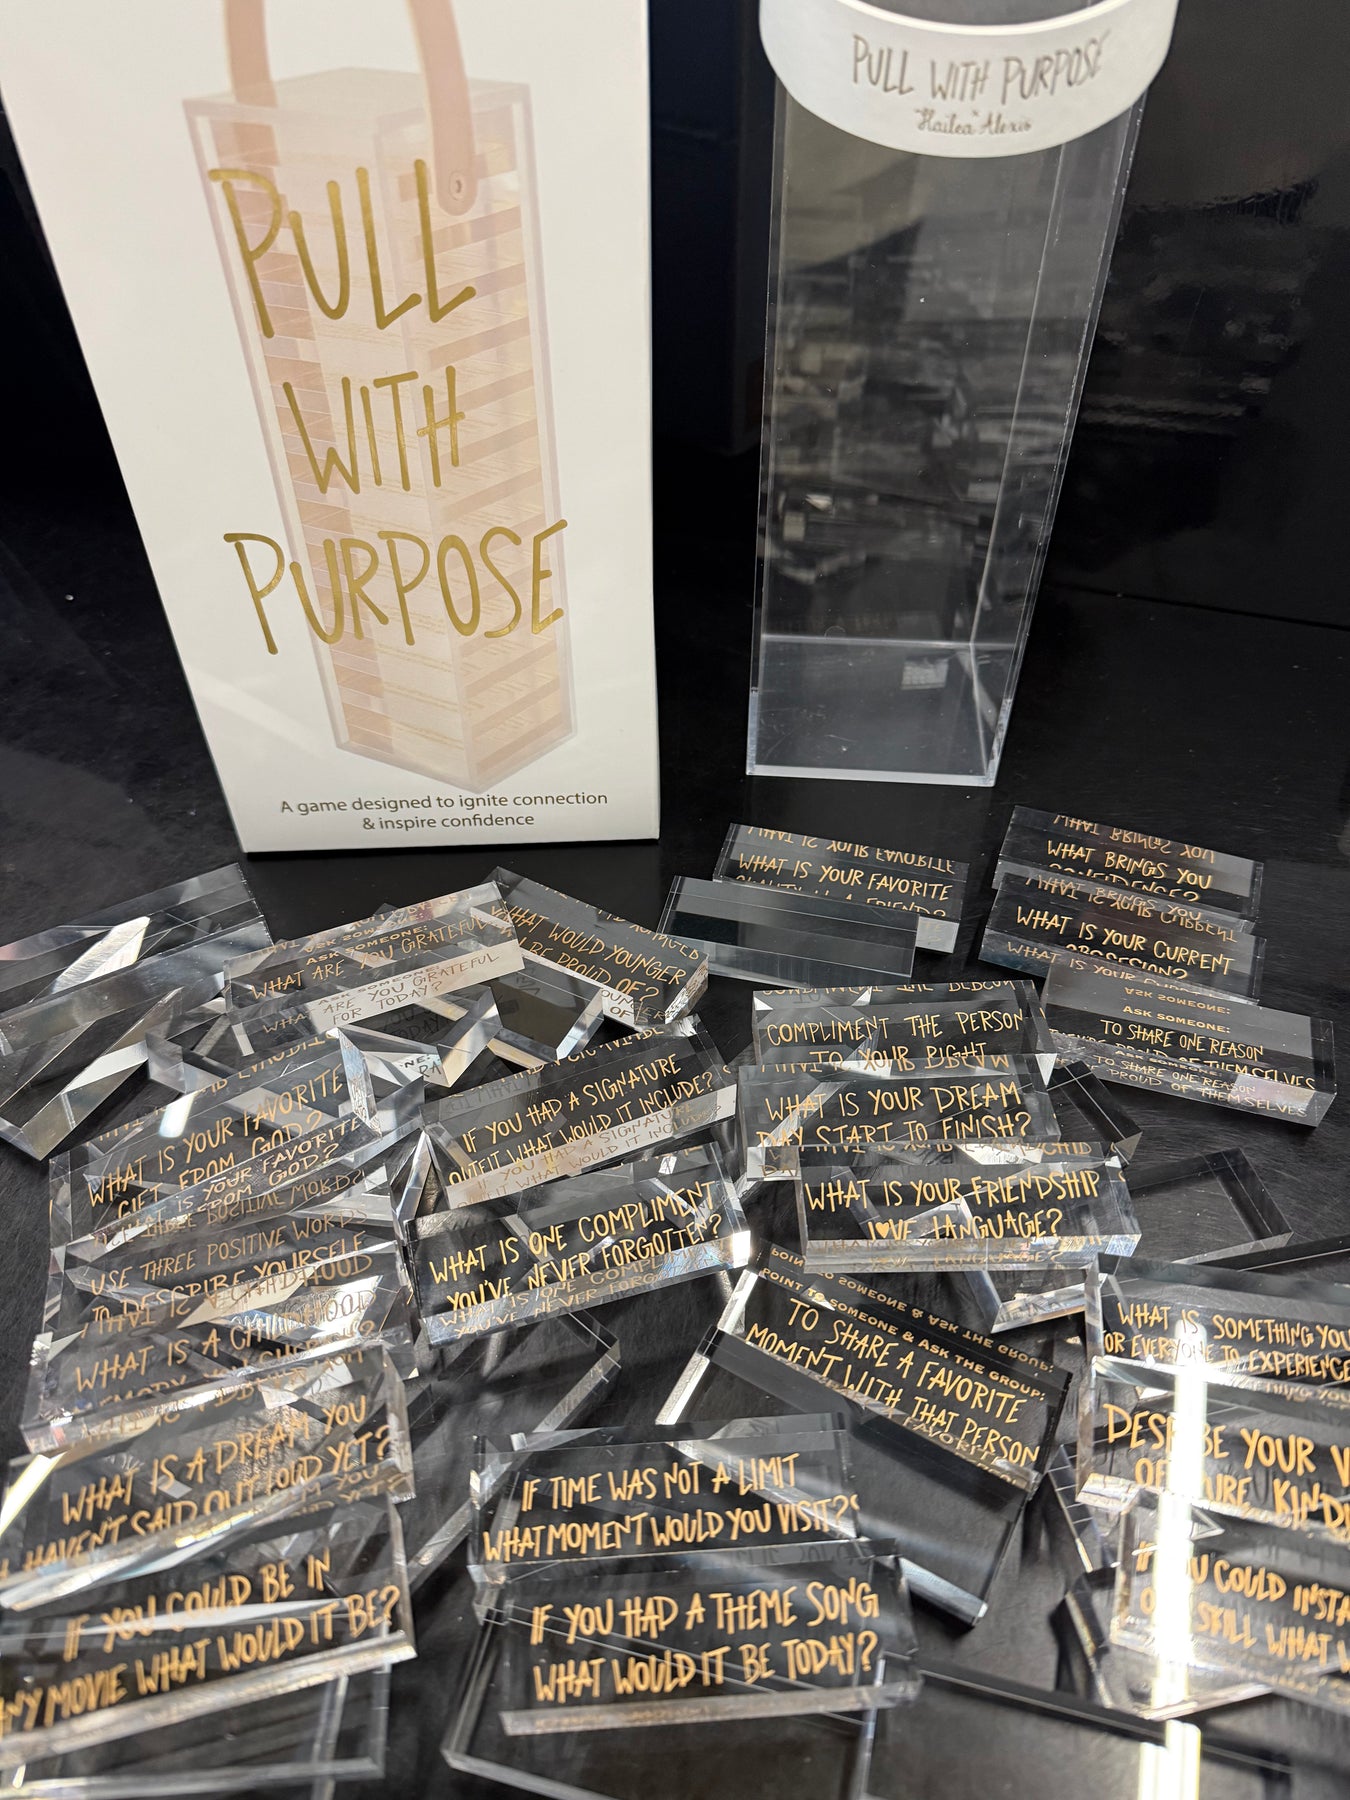 PULL
WITH
PURPOSE
A game designed to ignite connection
& inspire confidence
PULL WITH PURPOSE
Hailea Alexis
WHAT IS YOUR FAVORITE
WHAT BRINGS YOU
CONFIDENCE?
WHAT IS YOUR CURRENT
OBSESSION?
ASK SOMEONE:
WHAT ARE YOU GRATEFUL
FOR TODAY?
WHAT WOULD YOUNGER
BE PROUD
OF?
ASK SOMEONE:
TO SHARE ONE REASON
THEY'RE PROUD OF THEMSELVES
COMPLIMENT THE PERSON
TO YOUR RIGHT
WHAT IS YOUR DREAM
DAY START TO FINISH?
WHAT IS YOUR FAVORITE
GIFT FROM GOD?
IF YOU HAD A SIGNATURE
OUTFIT WHAT WOULD IT INCLUDE?
WHAT IS YOUR FRIENDSHIP
LOVE LANGUAGE?
WHAT IS ONE COMPLIMENT
YOU'VE NEVER FORGOTTEN?
USE THREE POSITIVE WORDS
TO DESCRIBE YOURSELF
WHAT IS A CHILDHOOD
POINT TO SOMEONE & ASK THE GROUP:
TO SHARE A FAVORITE
MOMENT WITH THAT PERSON
WHAT IS SOMETHING YOU
FOR EVERYONE TO EXPERIENCE
WHAT IS A DREAM YOU
HAVEN'T SAID OUT LOUD YET?
DESCRIBE YOUR
OF PURE
IF TIME WAS NOT A LIMIT
WHAT MOMENT WOULD YOU VISIT?
IF YOU COULD BE IN
ANY MOVIE WHAT WOULD IT BE?
IF YOU HAD A THEME SONG
WHAT WOULD IT BE TODAY?
IF YOU COULD
SKILL WHAT